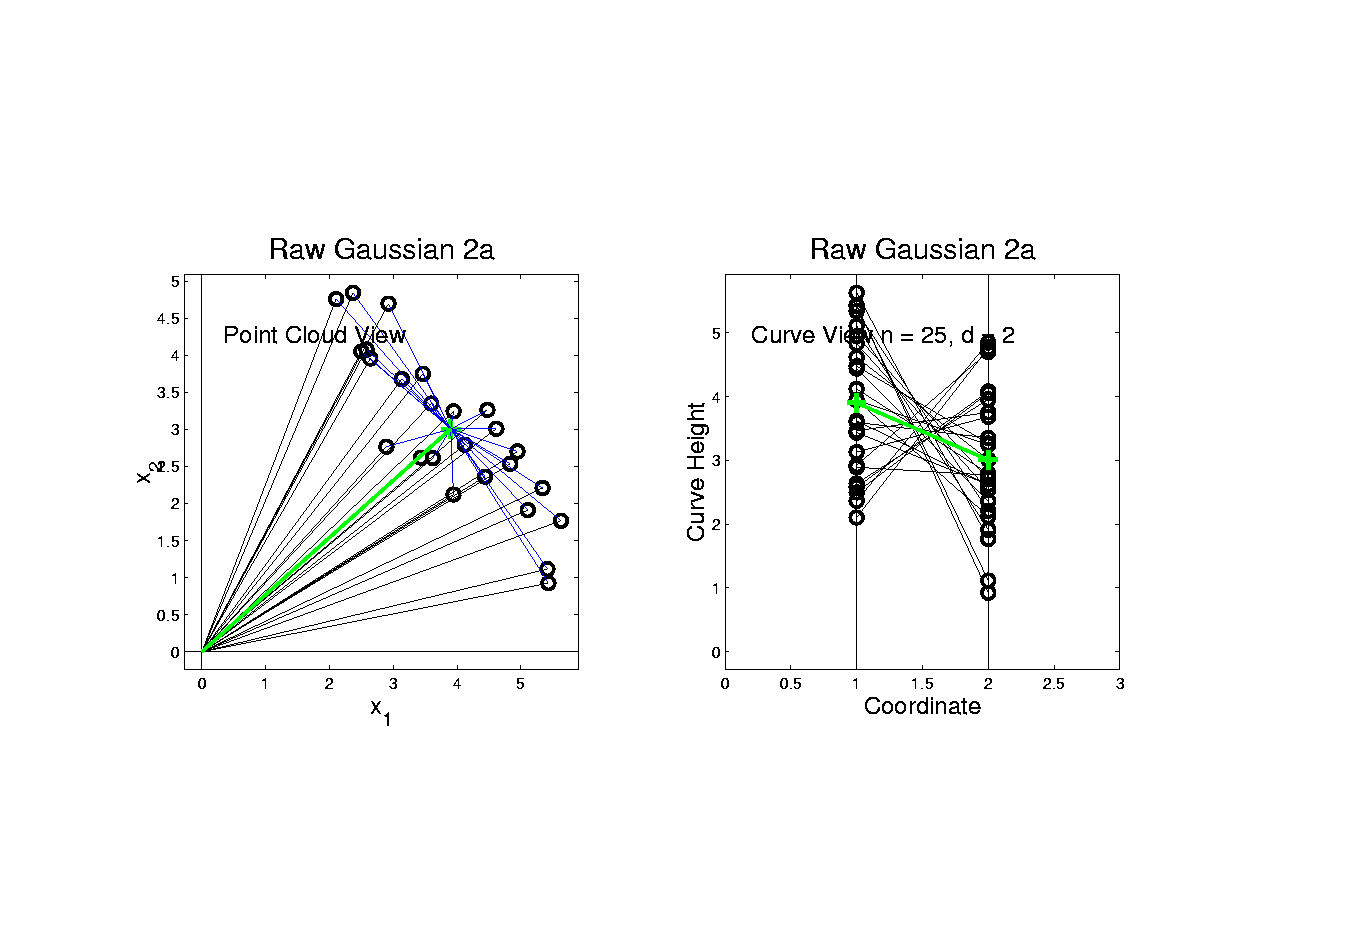 Raw Gaussian 2a
Point Cloud View
5
4.5
4
3.5
3
2.5
2
1.5
1
0.5
0
x_2
0 1 2 3 4 5
x_1
Raw Gaussian 2a
Curve View n = 25, d = 2
5
4
3
2
1
0
Curve Height
0 0.5 1 1.5 2 2.5 3
Coordinate